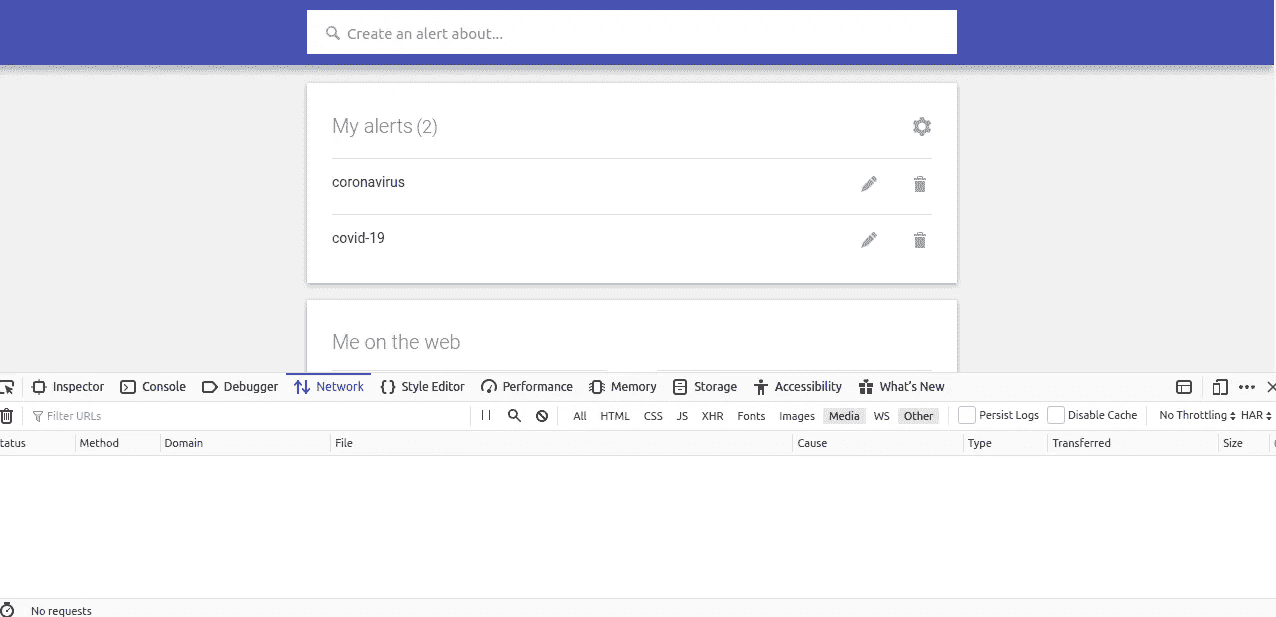 Create an alert about...
My alerts (2)
coronavirus
covid-19
Me on the web
Inspector Console Debugger Network Style Editor Performance Memory Storage Accessibility What's New
Filter URLs All HTML CSS JS XHR Fonts Images Media WS Other Persist Logs Disable Cache No Throttling HAR
tatus Method Domain File Cause Type Transferred Size
No requests